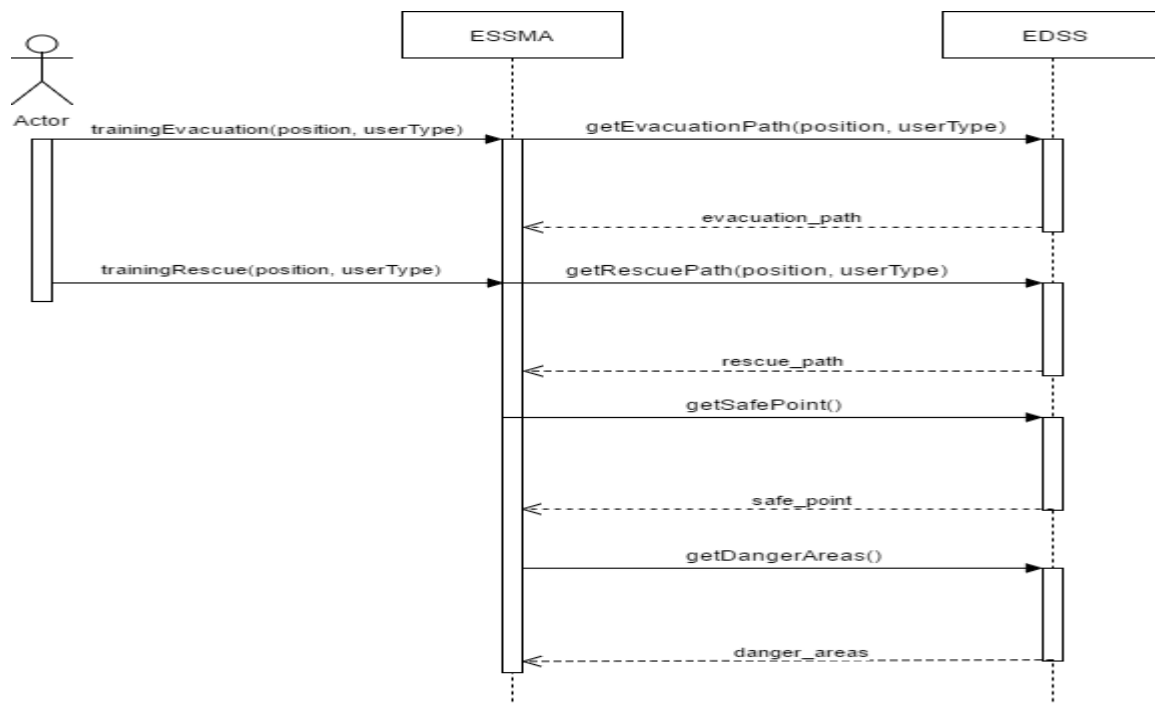 ESSMA
EDSS
Actor
trainingEvacuation(position, userType)
getEvacuationPath(position, userType)
evacuation_path
trainingRescue(position, userType)
getRescuePath(position, userType)
rescue_path
getSafePoint()
safe_point
getDangerAreas()
danger_areas